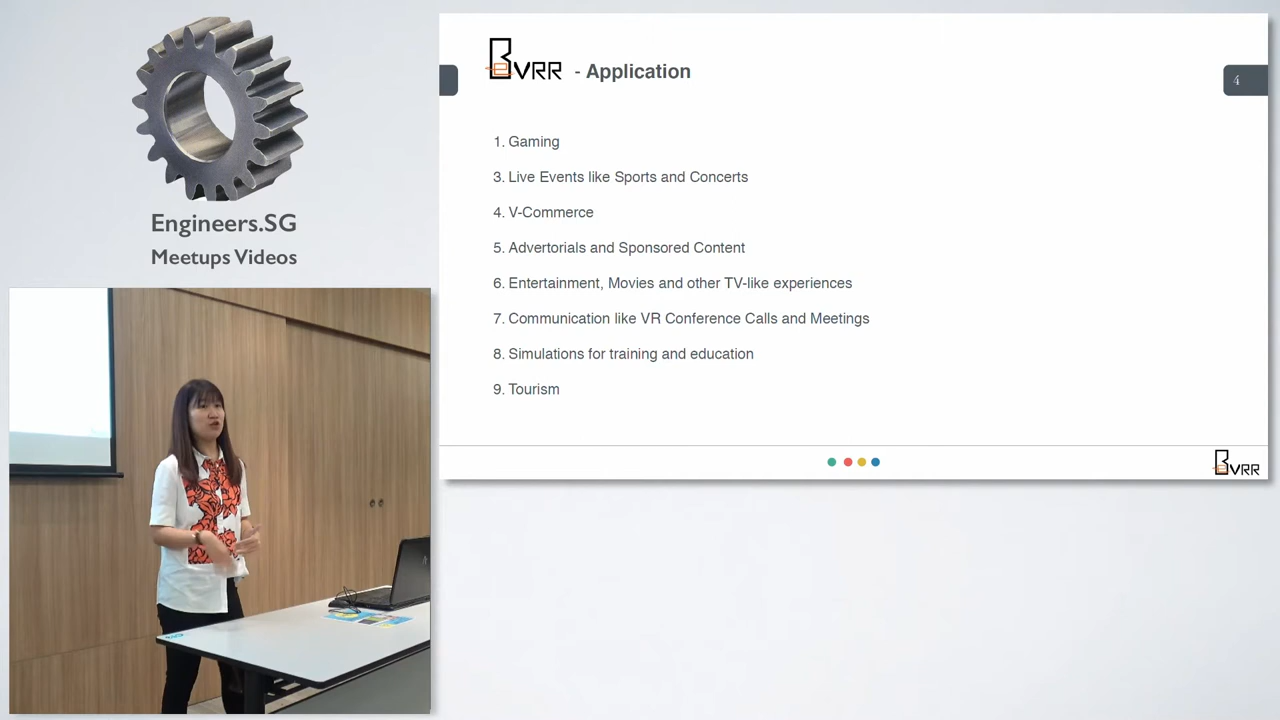 Engineers.SG
Meetups Videos
BeVRR - Application
4
1. Gaming
3. Live Events like Sports and Concerts
4. V-Commerce
5. Advertorials and Sponsored Content
6. Entertainment, Movies and other TV-like experiences
7. Communication like VR Conference Calls and Meetings
8. Simulations for training and education
9. Tourism
BeVRR